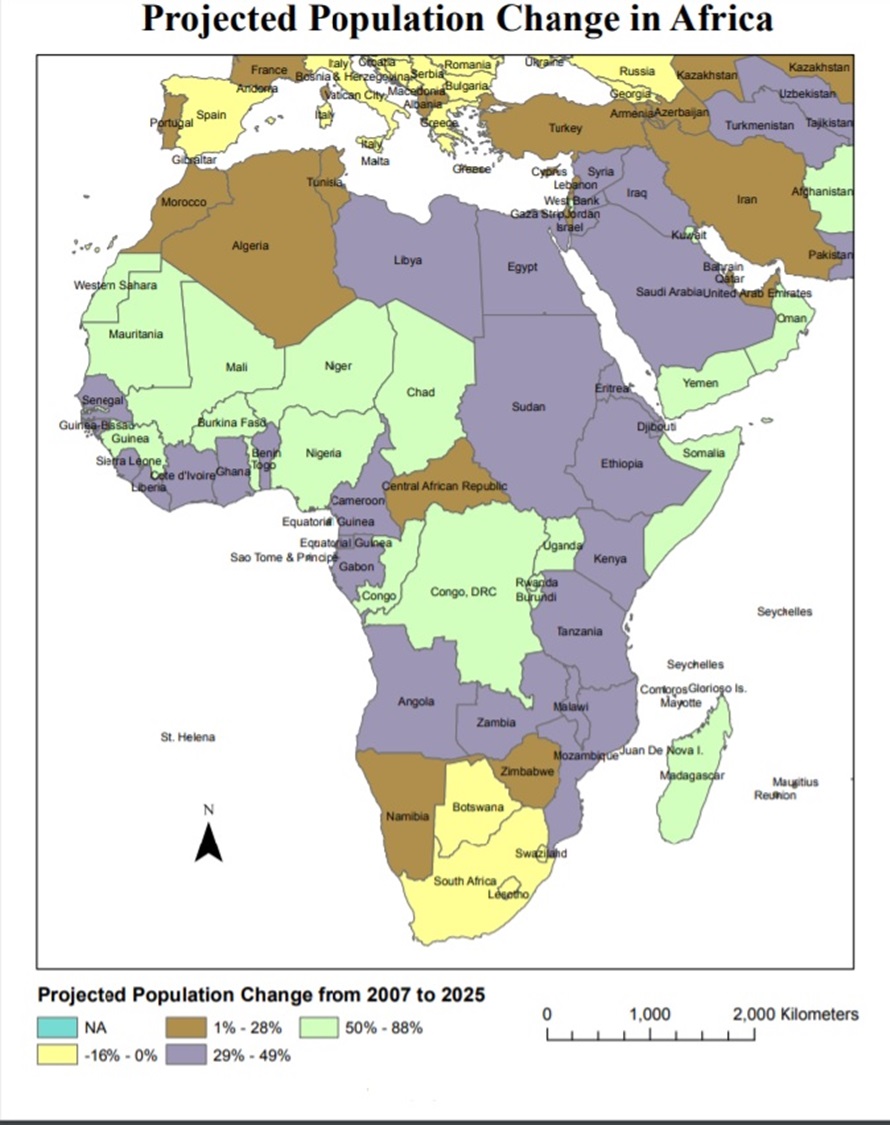 Projected Population Change in Africa
France
Italy
Croatia
Romania
Ukraine
Russia
Kazakhstan
Kazakhstan
Andorra
Bosnia & Herzegovina
Serbia
Bulgaria
Georgia
Uzbekistan
Vatican City
Macedonia
Albania
Portugal
Spain
Italy
Greece
Turkey
Armenia
Azerbaijan
Turkmenistan
Tajikistan
Gibraltar
Italy
Malta
Greece
Cyprus
Syria
Lebanon
Tunisia
Morocco
West Bank
Iraq
Iran
Afghanistan
Gaza Strip
Jordan
Israel
Kuwait
Algeria
Libya
Egypt
Pakistan
Bahrain
Qatar
Western Sahara
Saudi Arabia
United Arab Emirates
Oman
Mauritania
Mali
Niger
Chad
Sudan
Eritrea
Yemen
Senegal
Guinea-Bissau
Burkina Faso
Djibouti
Guinea
Nigeria
Benin
Togo
Somalia
Sierra Leone
Cote d'Ivoire
Ghana
Ethiopia
Liberia
Central African Republic
Cameroon
Equatorial Guinea
Equatorial Guinea
Uganda
Kenya
Sao Tome & Principe
Gabon
Congo
Congo, DRC
Rwanda
Burundi
Seychelles
Tanzania
Seychelles
Comoros
Glorioso Is.
Mayotte
Angola
Malawi
Zambia
St. Helena
Mozambique
Juan De Nova I.
Zimbabwe
Madagascar
Mauritius
Reunion
Botswana
Namibia
N
Swaziland
South Africa
Lesotho
Projected Population Change from 2007 to 2025
NA
1% - 28%
50% - 88%
-16% - 0%
29% - 49%
0
1,000
2,000 Kilometers